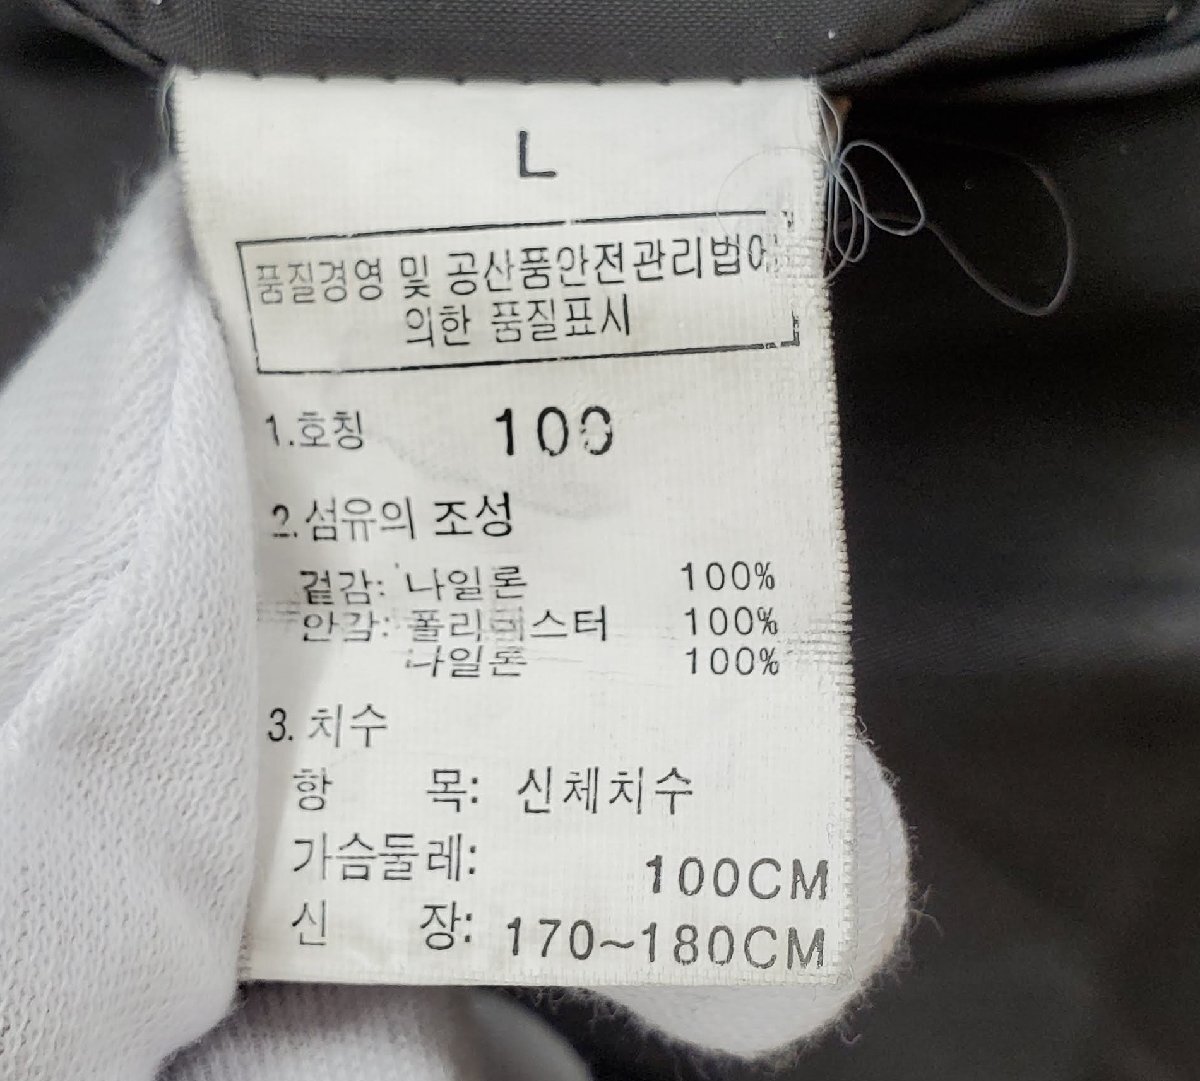 L
품질경영 및 공산품안전관리법에
의한 품질표시
1.호칭 100
2.섬유의 조성
겉감: 나일론 100%
안감: 폴리에스터 100%
나일론 100%
3. 치수
항 목: 신체치수
가슴둘레: 100CM
신 장: 170~180CM